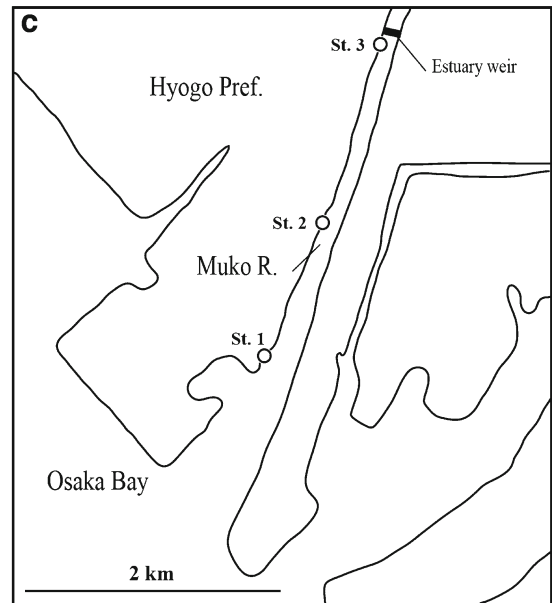 c
St. 3
Estuary weir
Hyogo Pref.
St. 2
Muko R.
St. 1
Osaka Bay
2 km